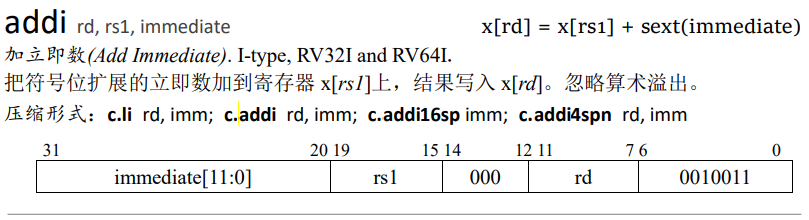 addi rd, rs1, immediate x[rd] = x[rs1] + sext(immediate)
加立即数(Add Immediate). I-type, RV32I and RV64I.
把符号位扩展的立即数加到寄存器 x[rs1]上，结果写入 x[rd]。忽略算术溢出。
压缩形式：c.li rd, imm; c.addi rd, imm; c.addi16sp imm; c.addi4spn rd, imm
31 20 19 15 14 12 11 7 6 0
immediate[11:0] rs1 000 rd 0010011